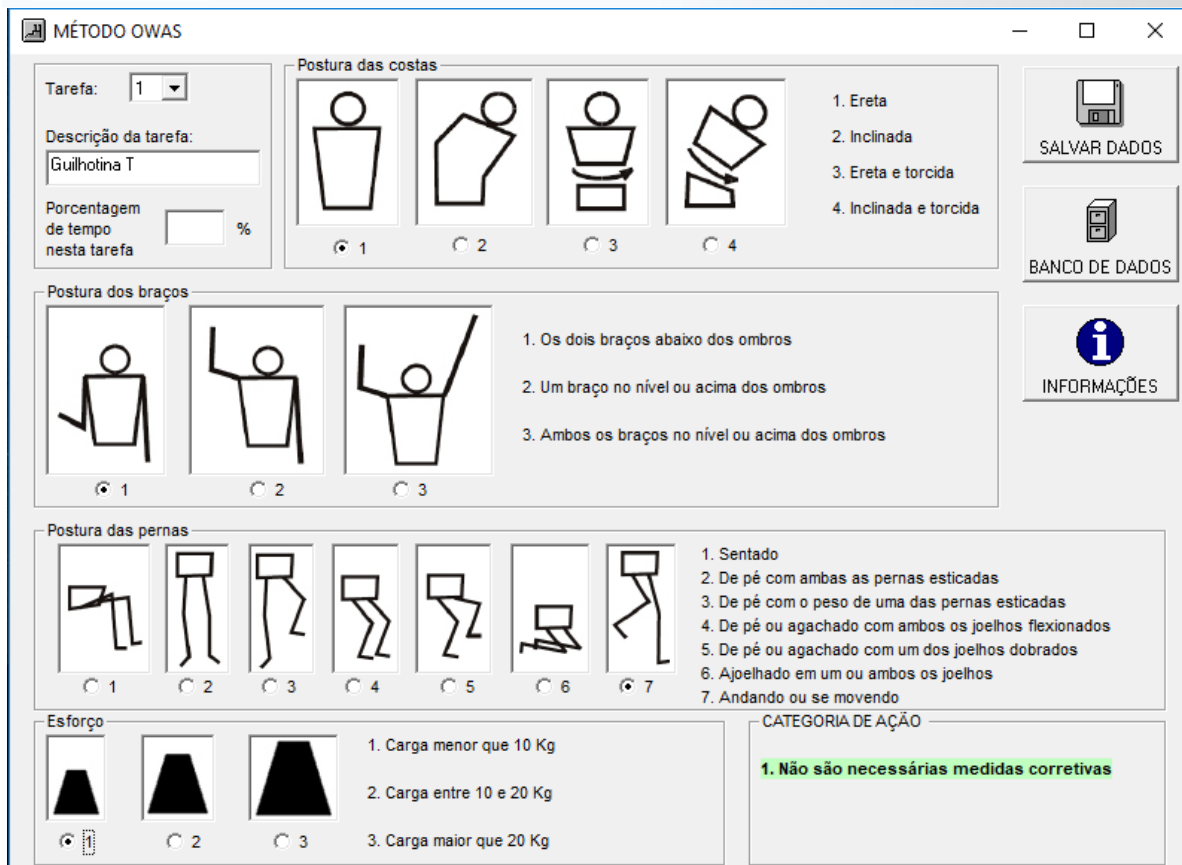 MÉTODO OWAS
Tarefa: 1
Descrição da tarefa:
Guilhotina T
Porcentagem
de tempo %
nesta tarefa
Postura das costas
1 2 3 4
1. Ereta
2. Inclinada
3. Ereta e torcida
4. Inclinada e torcida
SALVAR DADOS
BANCO DE DADOS
INFORMAÇÕES
Postura dos braços
1 2 3
1. Os dois braços abaixo dos ombros
2. Um braço no nível ou acima dos ombros
3. Ambos os braços no nível ou acima dos ombros
Postura das pernas
1 2 3 4 5 6 7
1. Sentado
2. De pé com ambas as pernas esticadas
3. De pé com o peso de uma das pernas esticadas
4. De pé ou agachado com ambos os joelhos flexionados
5. De pé ou agachado com um dos joelhos dobrados
6. Ajoelhado em um ou ambos os joelhos
7. Andando ou se movendo
Esforço
1 2 3
1. Carga menor que 10 Kg
2. Carga entre 10 e 20 Kg
3. Carga maior que 20 Kg
CATEGORIA DE AÇÃO
1. Não são necessárias medidas corretivas